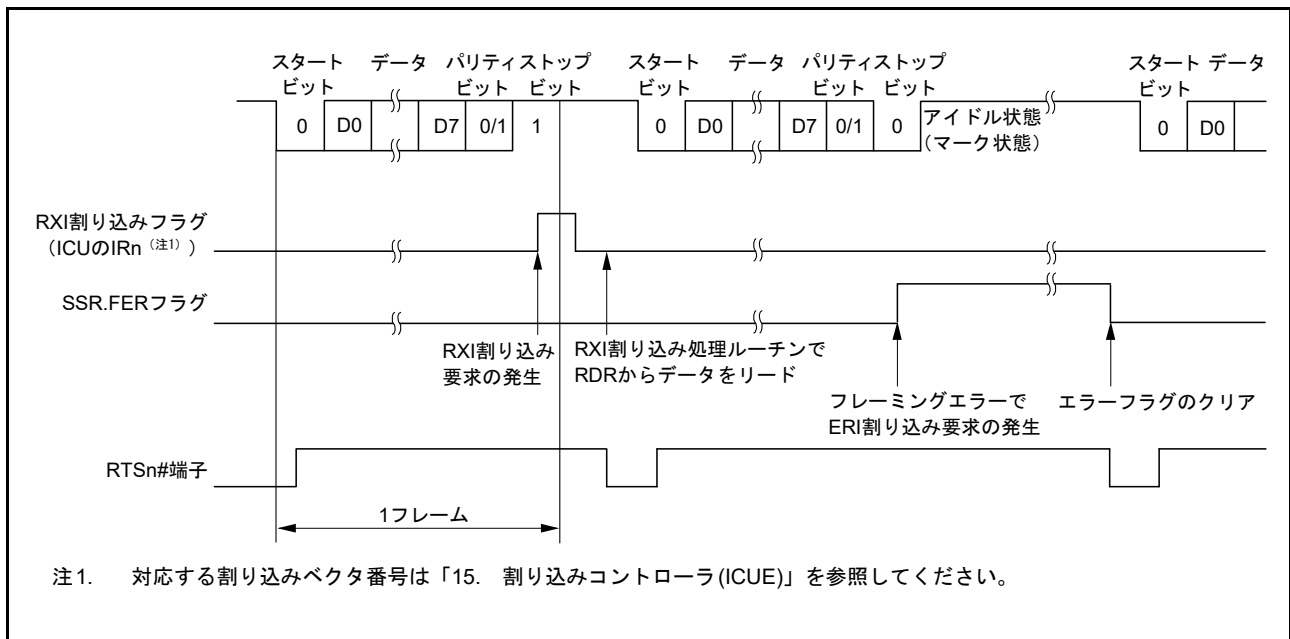 スタート データ パリティストップ スタート データ パリティストップ スタート データ
ビット ビット ビット ビット ビット ビット ビット
0 D0 D7 0/1 1 0 D0 D7 0/1 0 アイドル状態 0 D0
(マーク状態)
RXI割り込みフラグ
(ICUのIRn (注1) )
SSR.FERフラグ
RXI割り込み
要求の発生
RXI割り込み処理ルーチンで
RDRからデータをリード
フレーミングエラーで
ERI割り込み要求の発生
エラーフラグのクリア
RTSn#端子
1フレーム
注1. 対応する割り込みベクタ番号は「15. 割り込みコントローラ(ICUE)」を参照してください。